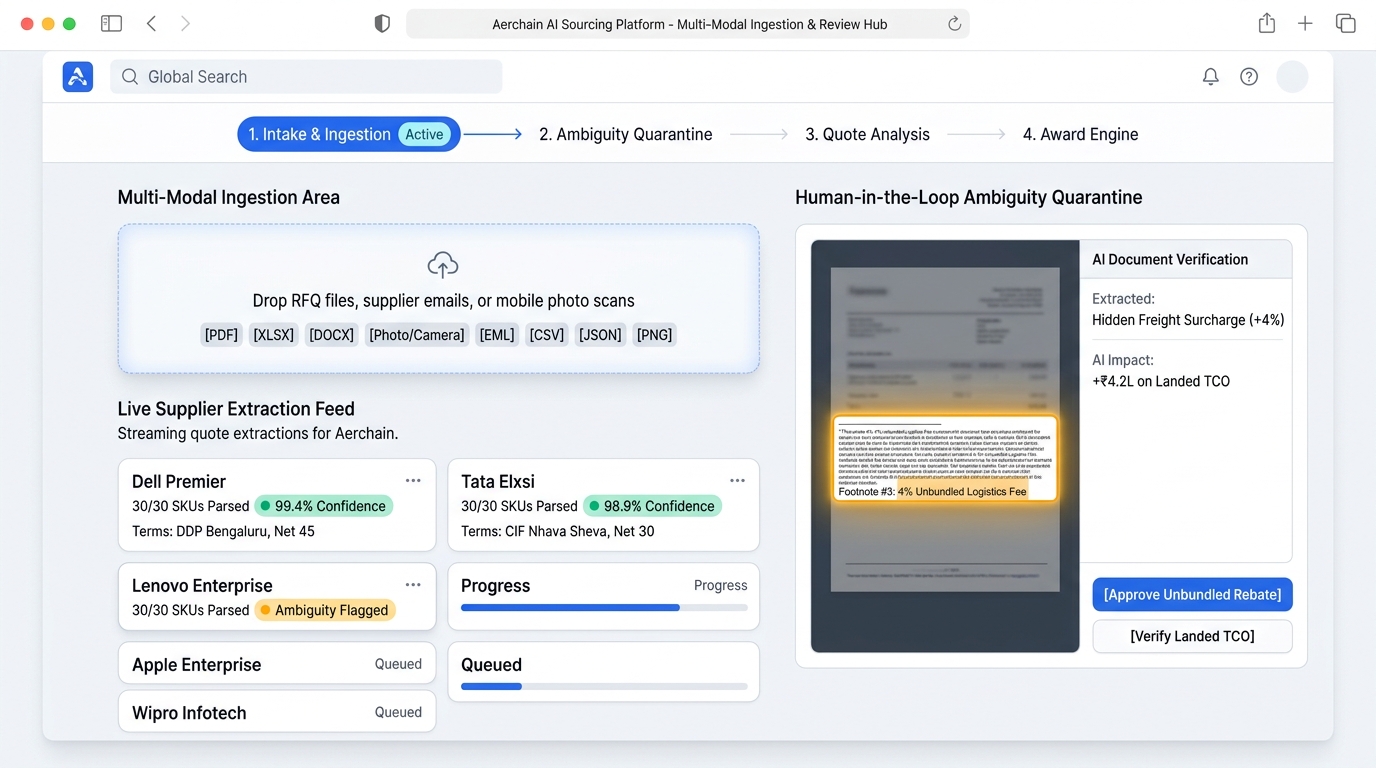 Aerchain AI Sourcing Platform - Multi-Modal Ingestion & Review Hub
Global Search
1. Intake & Ingestion Active
2. Ambiguity Quarantine
3. Quote Analysis
4. Award Engine
Multi-Modal Ingestion Area
Drop RFQ files, supplier emails, or mobile photo scans
[PDF] [XLSX] [DOCX] [Photo/Camera] [EML] [CSV] [JSON] [PNG]
Live Supplier Extraction Feed
Streaming quote extractions for Aerchain.
Dell Premier
30/30 SKUs Parsed 99.4% Confidence
Terms: DDP Bengaluru, Net 45
Tata Elxsi
30/30 SKUs Parsed 98.9% Confidence
Terms: CIF Nhava Sheva, Net 30
Lenovo Enterprise
30/30 SKUs Parsed Ambiguity Flagged
Progress Progress
Apple Enterprise Queued
Queued
Wipro Infotech Queued
Human-in-the-Loop Ambiguity Quarantine
Footnote #3: 4% Unbundled Logistics Fee
AI Document Verification
Extracted:
Hidden Freight Surcharge (+4%)
AI Impact:
+₹4.2L on Landed TCO
[Approve Unbundled Rebate]
[Verify Landed TCO]